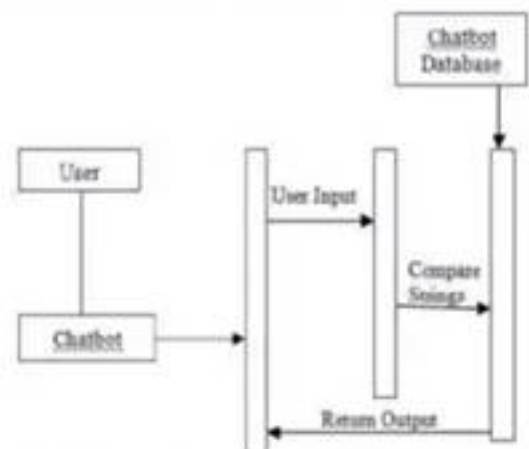 Chatbot
Database
User
User Input
Compare
Strings
Chatbot
Return Output